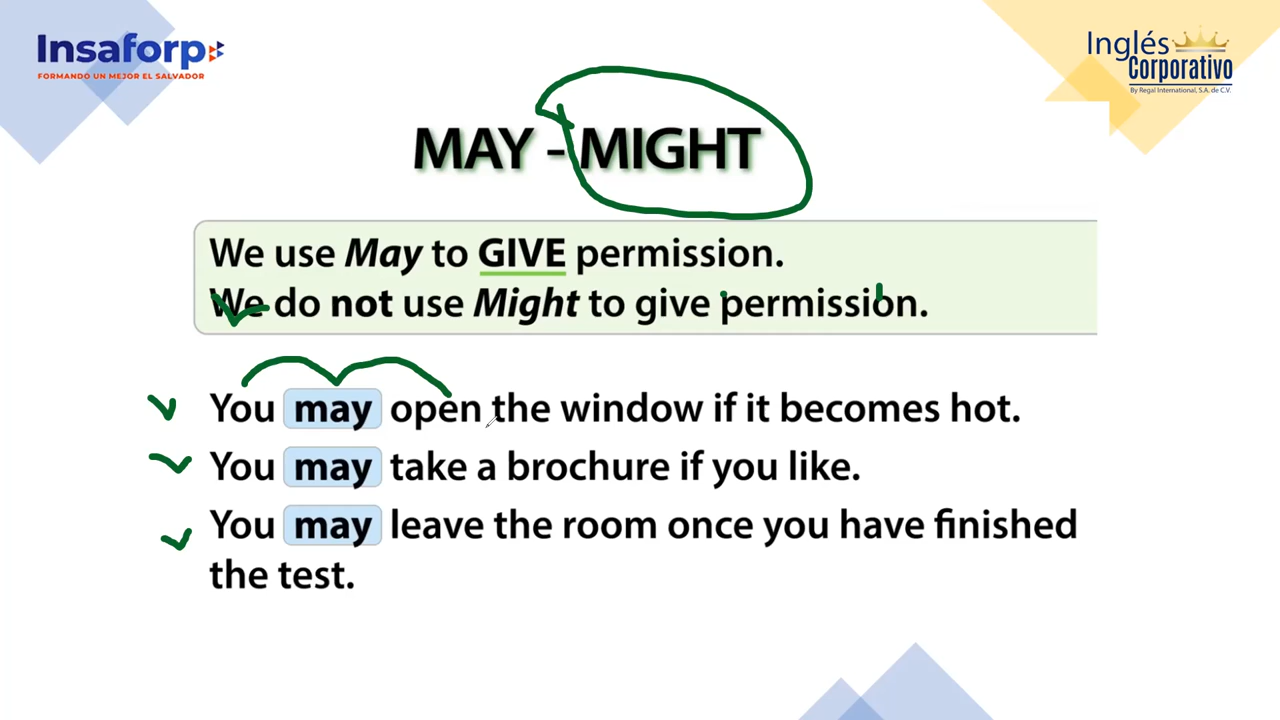 Insaforp
FORMANDO UN MEJOR EL SALVADOR
Inglés
Corporativo
By Regal International, S.A. de C.V.
MAY - MIGHT
We use May to GIVE permission.
We do not use Might to give permission.
You may open the window if it becomes hot.
You may take a brochure if you like.
You may leave the room once you have finished
the test.